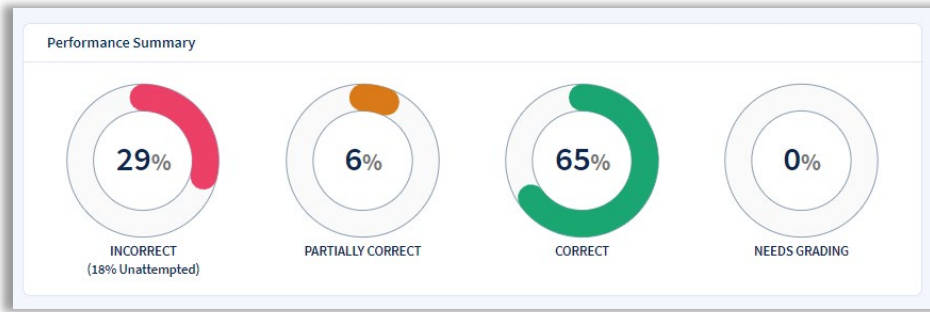 Performance Summary
29%
6%
65%
0%
INCORRECT
(18% Unattempted)
PARTIALLY CORRECT
CORRECT
NEEDS GRADING